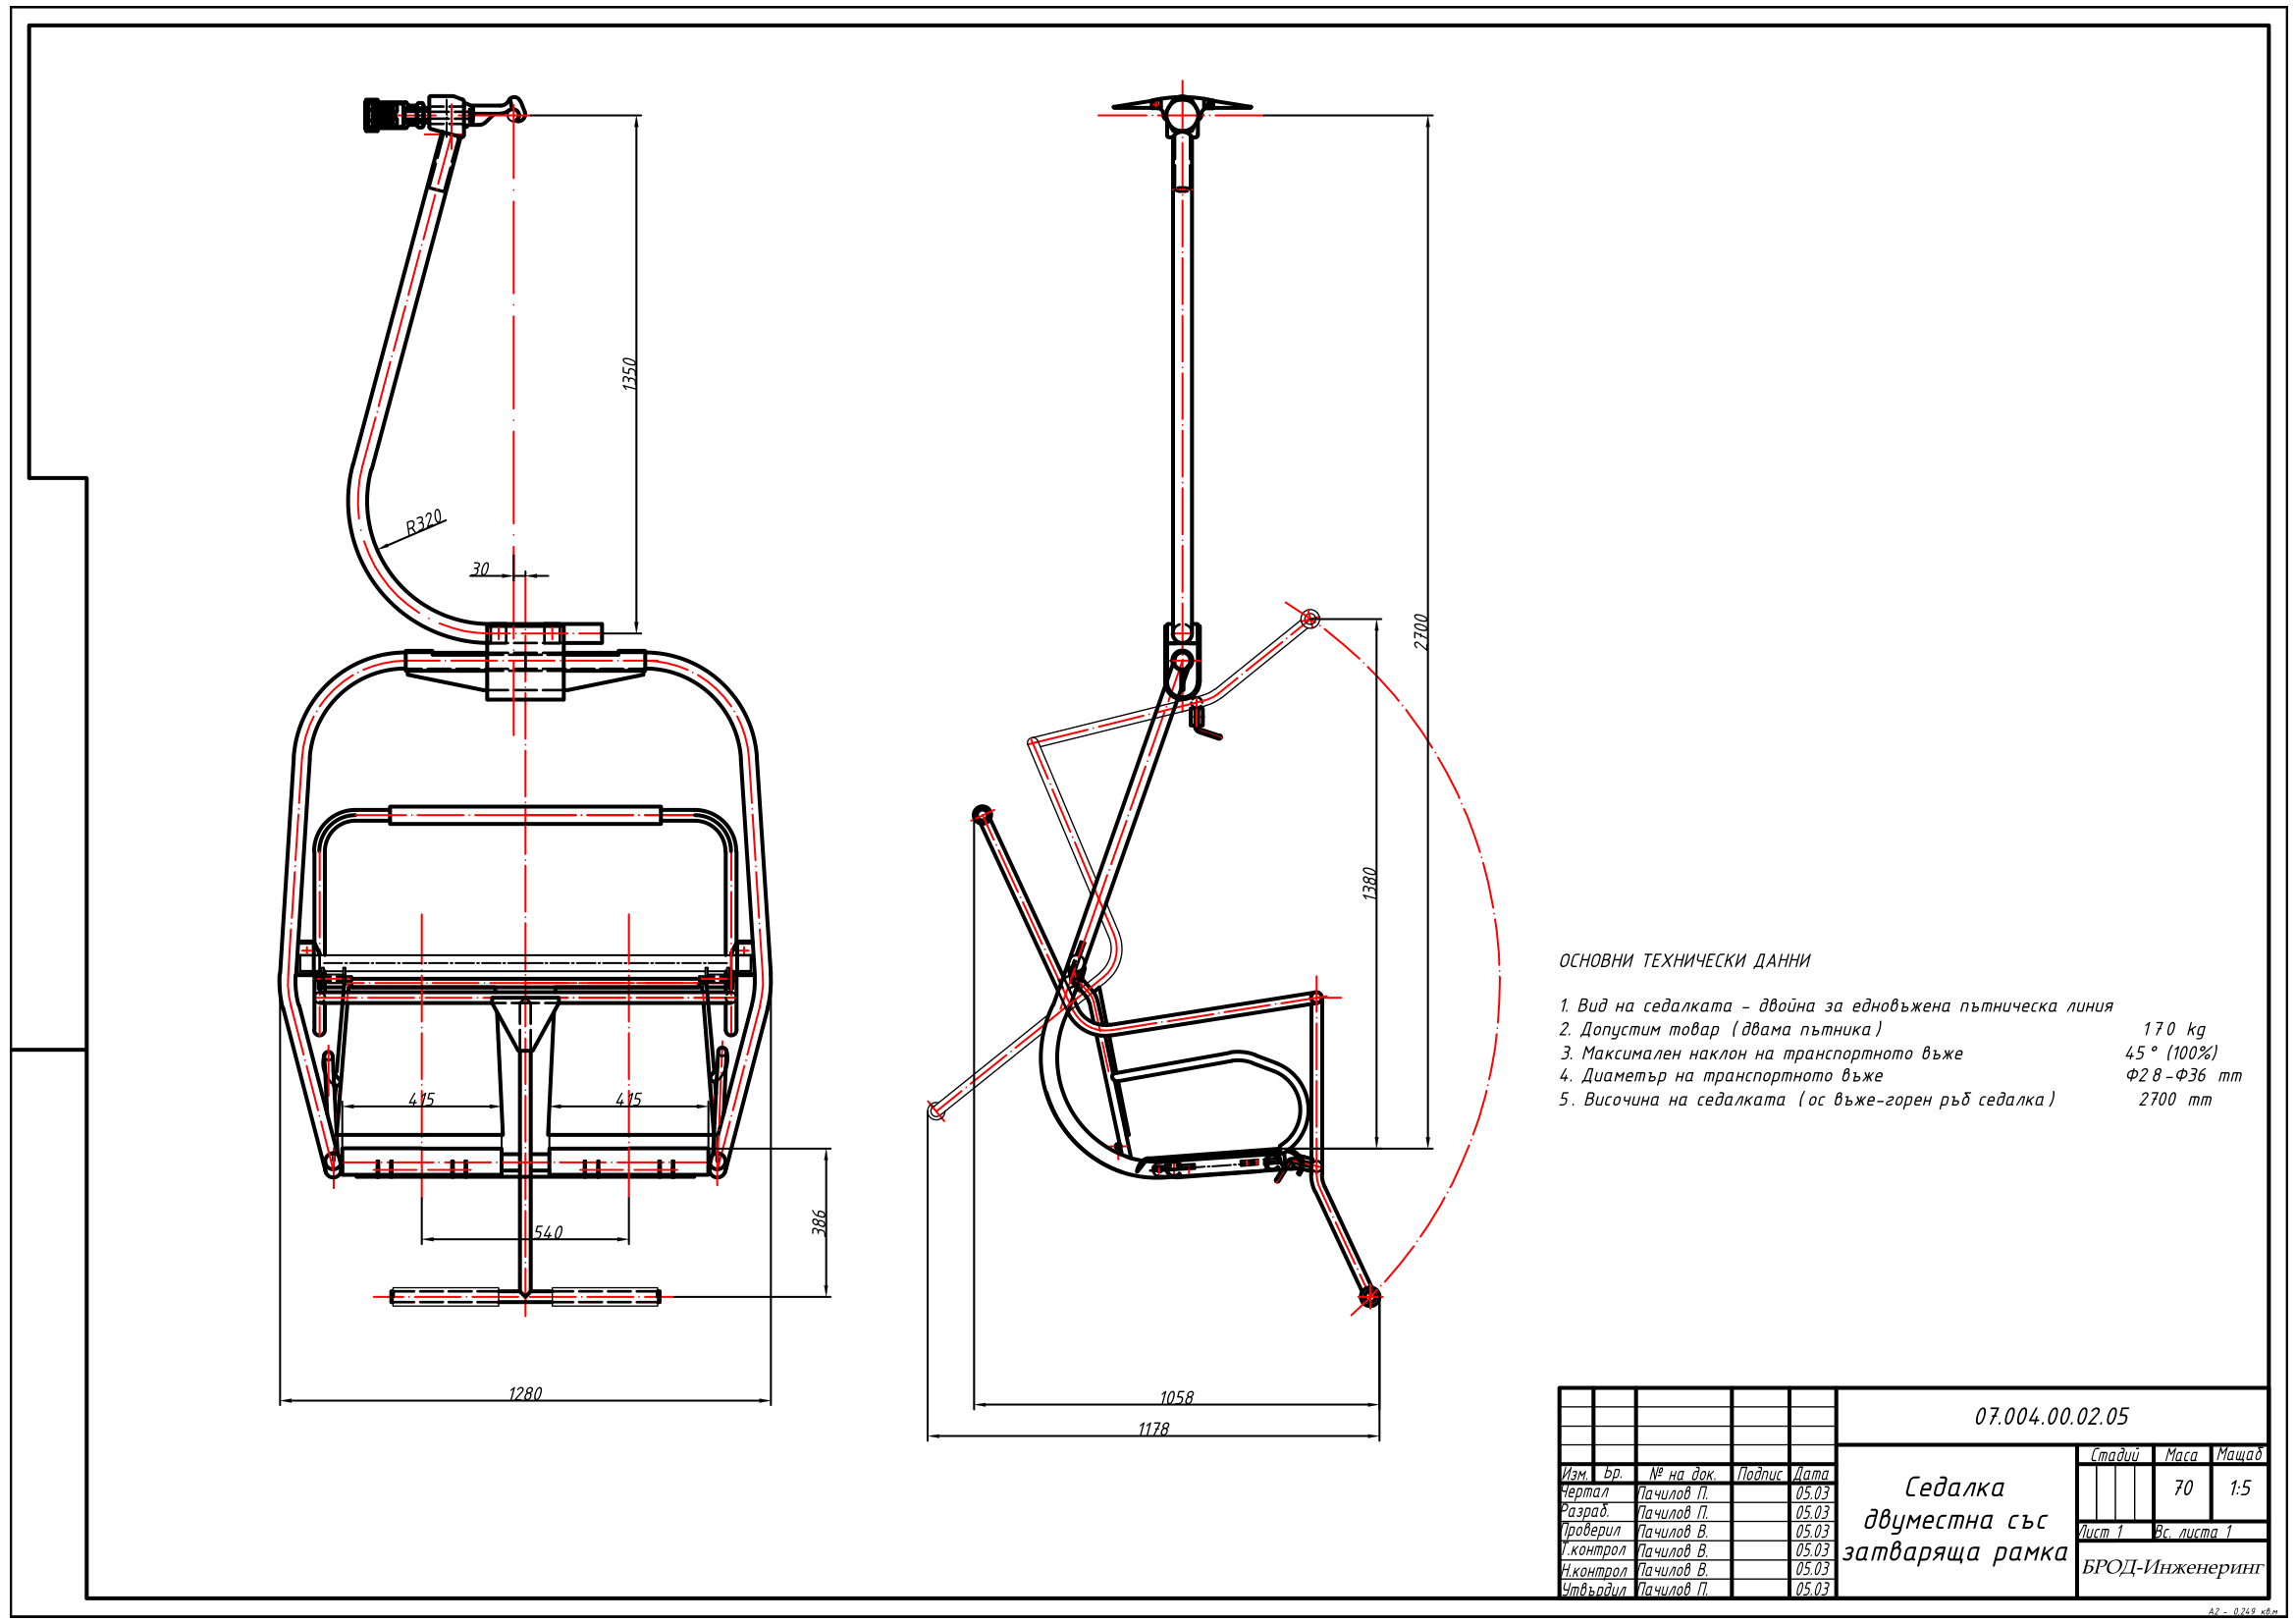 1350
R320
30
2700
1380
415
415
540
386
1280
1058
1178
ОСНОВНИ ТЕХНИЧЕСКИ ДАННИ
1. Вид на седалката - двойна за едновъжена пътническа линия
2. Допустим товар (двама пътника) 170 kg
3. Максимален наклон на транспортното въже 45° (100%)
4. Диаметър на транспортното въже Ф28-Ф36 mm
5. Височина на седалката (ос въже-горен ръб седалка) 2700 mm
07.004.00.02.05
Стадий Маса Мащаб
Изм. Бр. № на док. Подпис Дата
Чертал Пачилов П. 05.03
Разраб. Пачилов П. 05.03
Проверил Пачилов В. 05.03
Т.контрол Пачилов В. 05.03
Н.контрол Пачилов В. 05.03
Утвърдил Пачилов П. 05.03
Седалка
двуместна със
затваряща рамка
70 1:5
Лист 1 Вс. листа 1
БРОД-Инженеринг
А2 - 0,249 кв.м